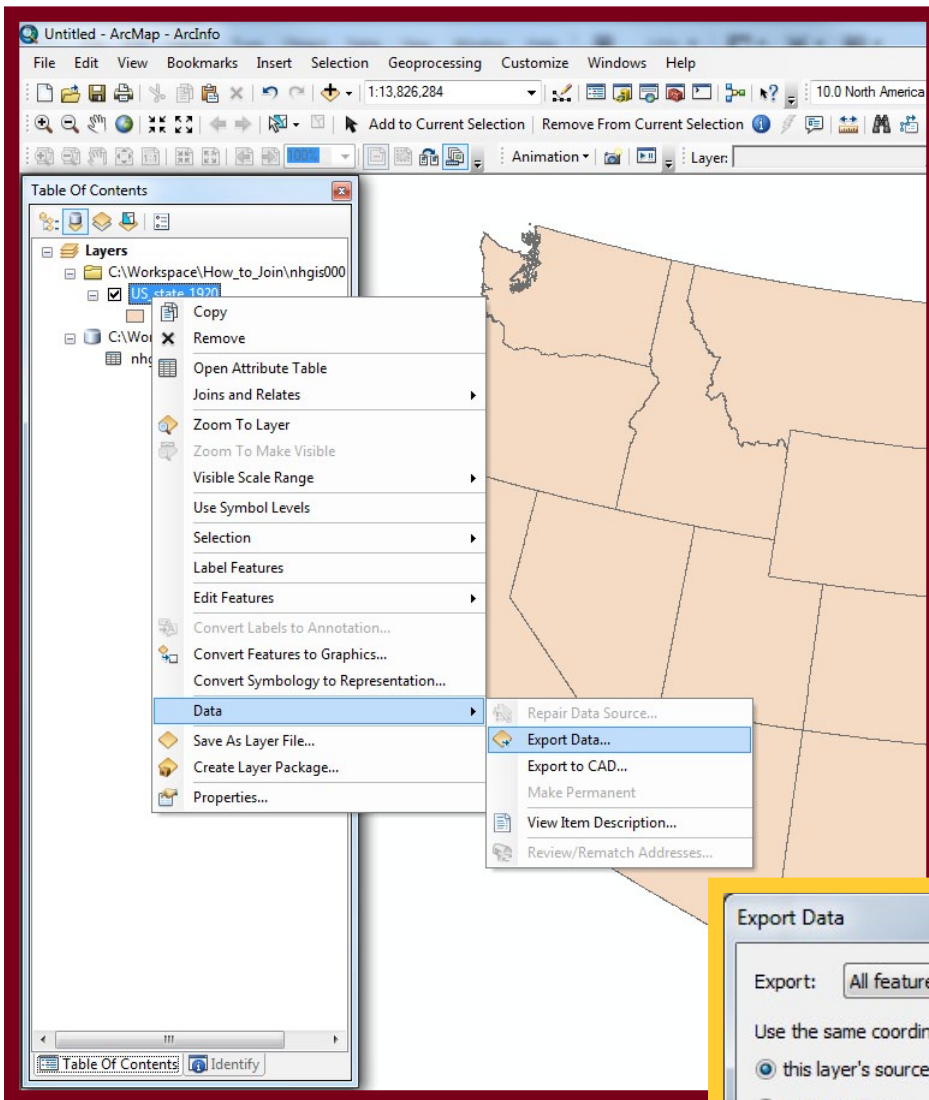 Untitled - ArcMap - ArcInfo
File Edit View Bookmarks Insert Selection Geoprocessing Customize Windows Help
1:13,826,284
10.0 North America
Add to Current Selection Remove From Current Selection
100%
Animation Layer:
Table Of Contents
Layers
C:\Workspace\How_to_Join\nhgis000
US_state_1920
C:\Wor
nhg
Copy
Remove
Open Attribute Table
Joins and Relates
Zoom To Layer
Zoom To Make Visible
Visible Scale Range
Use Symbol Levels
Selection
Label Features
Edit Features
Convert Labels to Annotation...
Convert Features to Graphics...
Convert Symbology to Representation...
Data
Save As Layer File...
Create Layer Package...
Properties...
Repair Data Source...
Export Data...
Export to CAD...
Make Permanent
View Item Description...
Review/Rematch Addresses...
Table Of Contents Identify
Export Data
Export: All feature
Use the same coordin
this layer's source